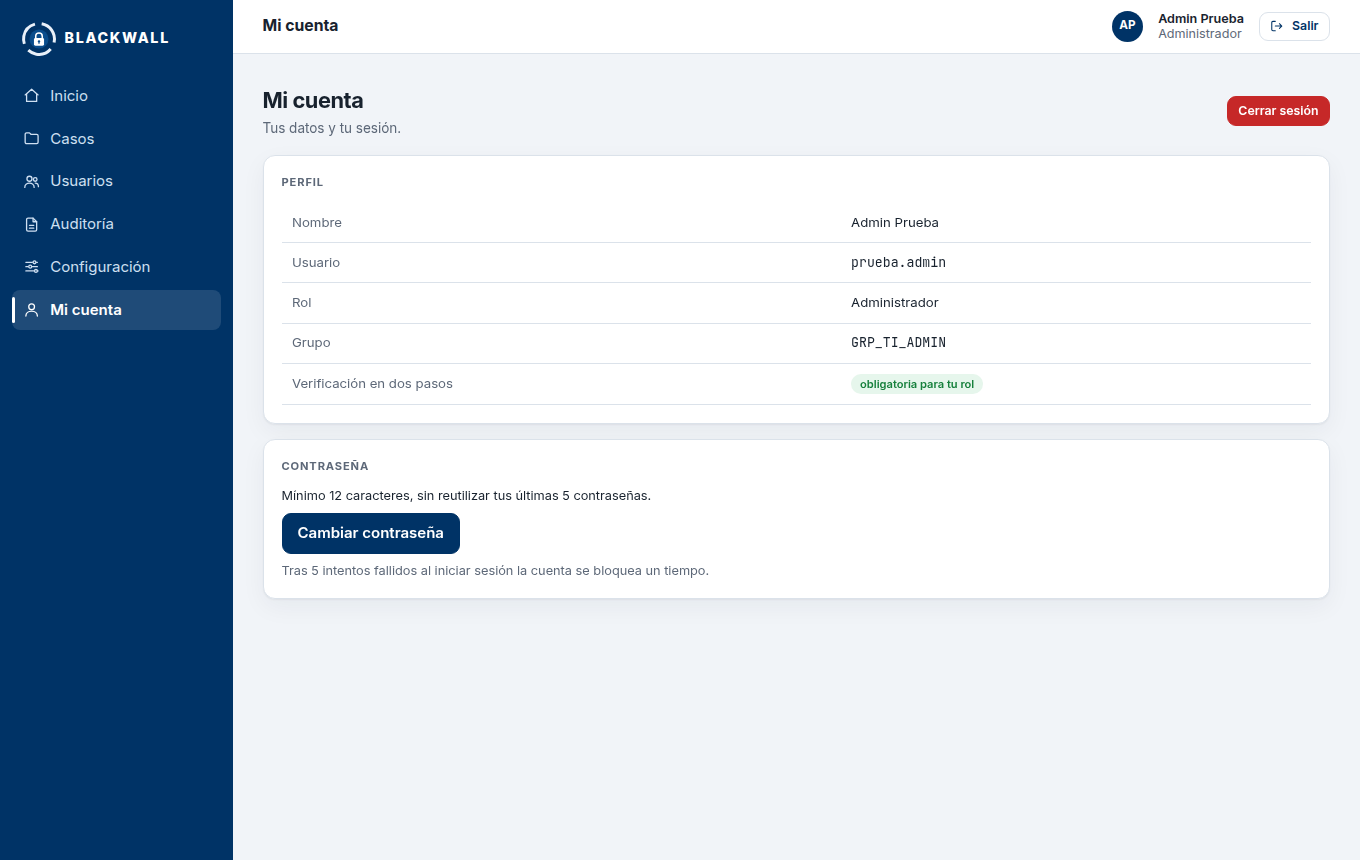 BLACKWALL
Inicio
Casos
Usuarios
Auditoría
Configuración
Mi cuenta
Mi cuenta
AP
Admin Prueba
Administrador
Salir
Mi cuenta
Tus datos y tu sesión.
Cerrar sesión
PERFIL
Nombre Admin Prueba
Usuario prueba.admin
Rol Administrador
Grupo GRP_TI_ADMIN
Verificación en dos pasos obligatoria para tu rol
CONTRASEÑA
Mínimo 12 caracteres, sin reutilizar tus últimas 5 contraseñas.
Cambiar contraseña
Tras 5 intentos fallidos al iniciar sesión la cuenta se bloquea un tiempo.